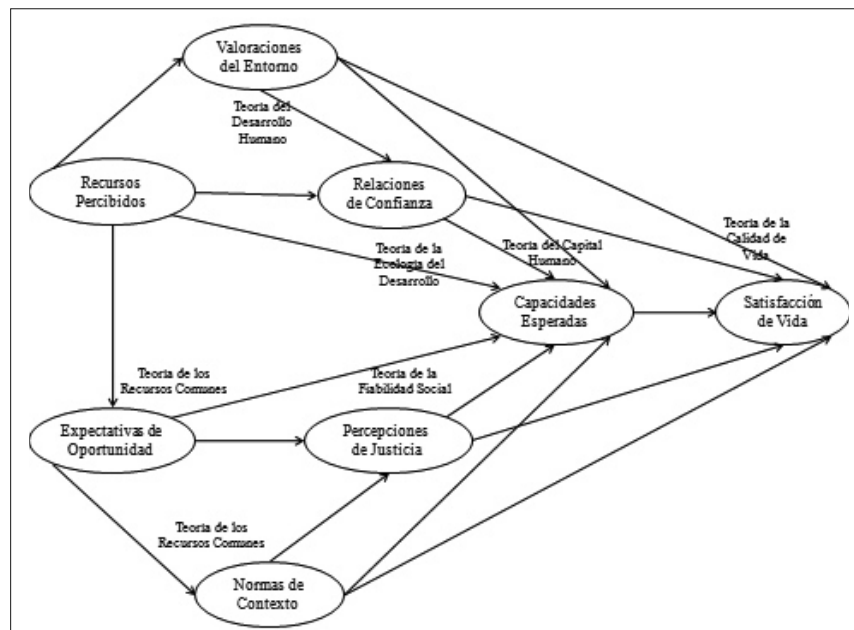 Valoraciones
del Entorno
Teoría del
Desarrollo
Humano
Recursos
Percibidos
Relaciones
de Confianza
Teoría de la
Calidad de
Vida
Teoría de la
Ecología del
Desarrollo
Teoría del Capital
Humano
Capacidades
Esperadas
Satisfacción
de Vida
Teoría de los
Recursos Comunes
Teoría de la
Fiabilidad Social
Expectativas de
Oportunidad
Percepciones
de Justicia
Teoría de los
Recursos Comunes
Normas de
Contexto